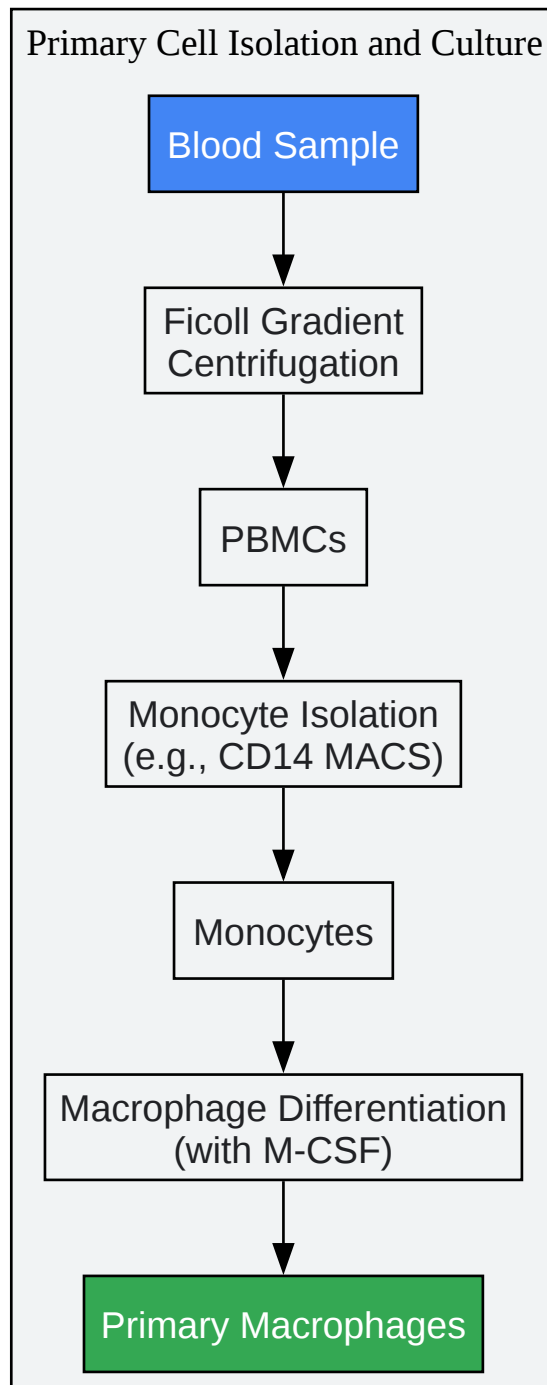 Primary Cell Isolation and Culture
Blood Sample
Ficoll Gradient
Centrifugation
PBMCs
Monocyte Isolation
(e.g., CD14 MACS)
Monocytes
Macrophage Differentiation
(with M-CSF)
Primary Macrophages